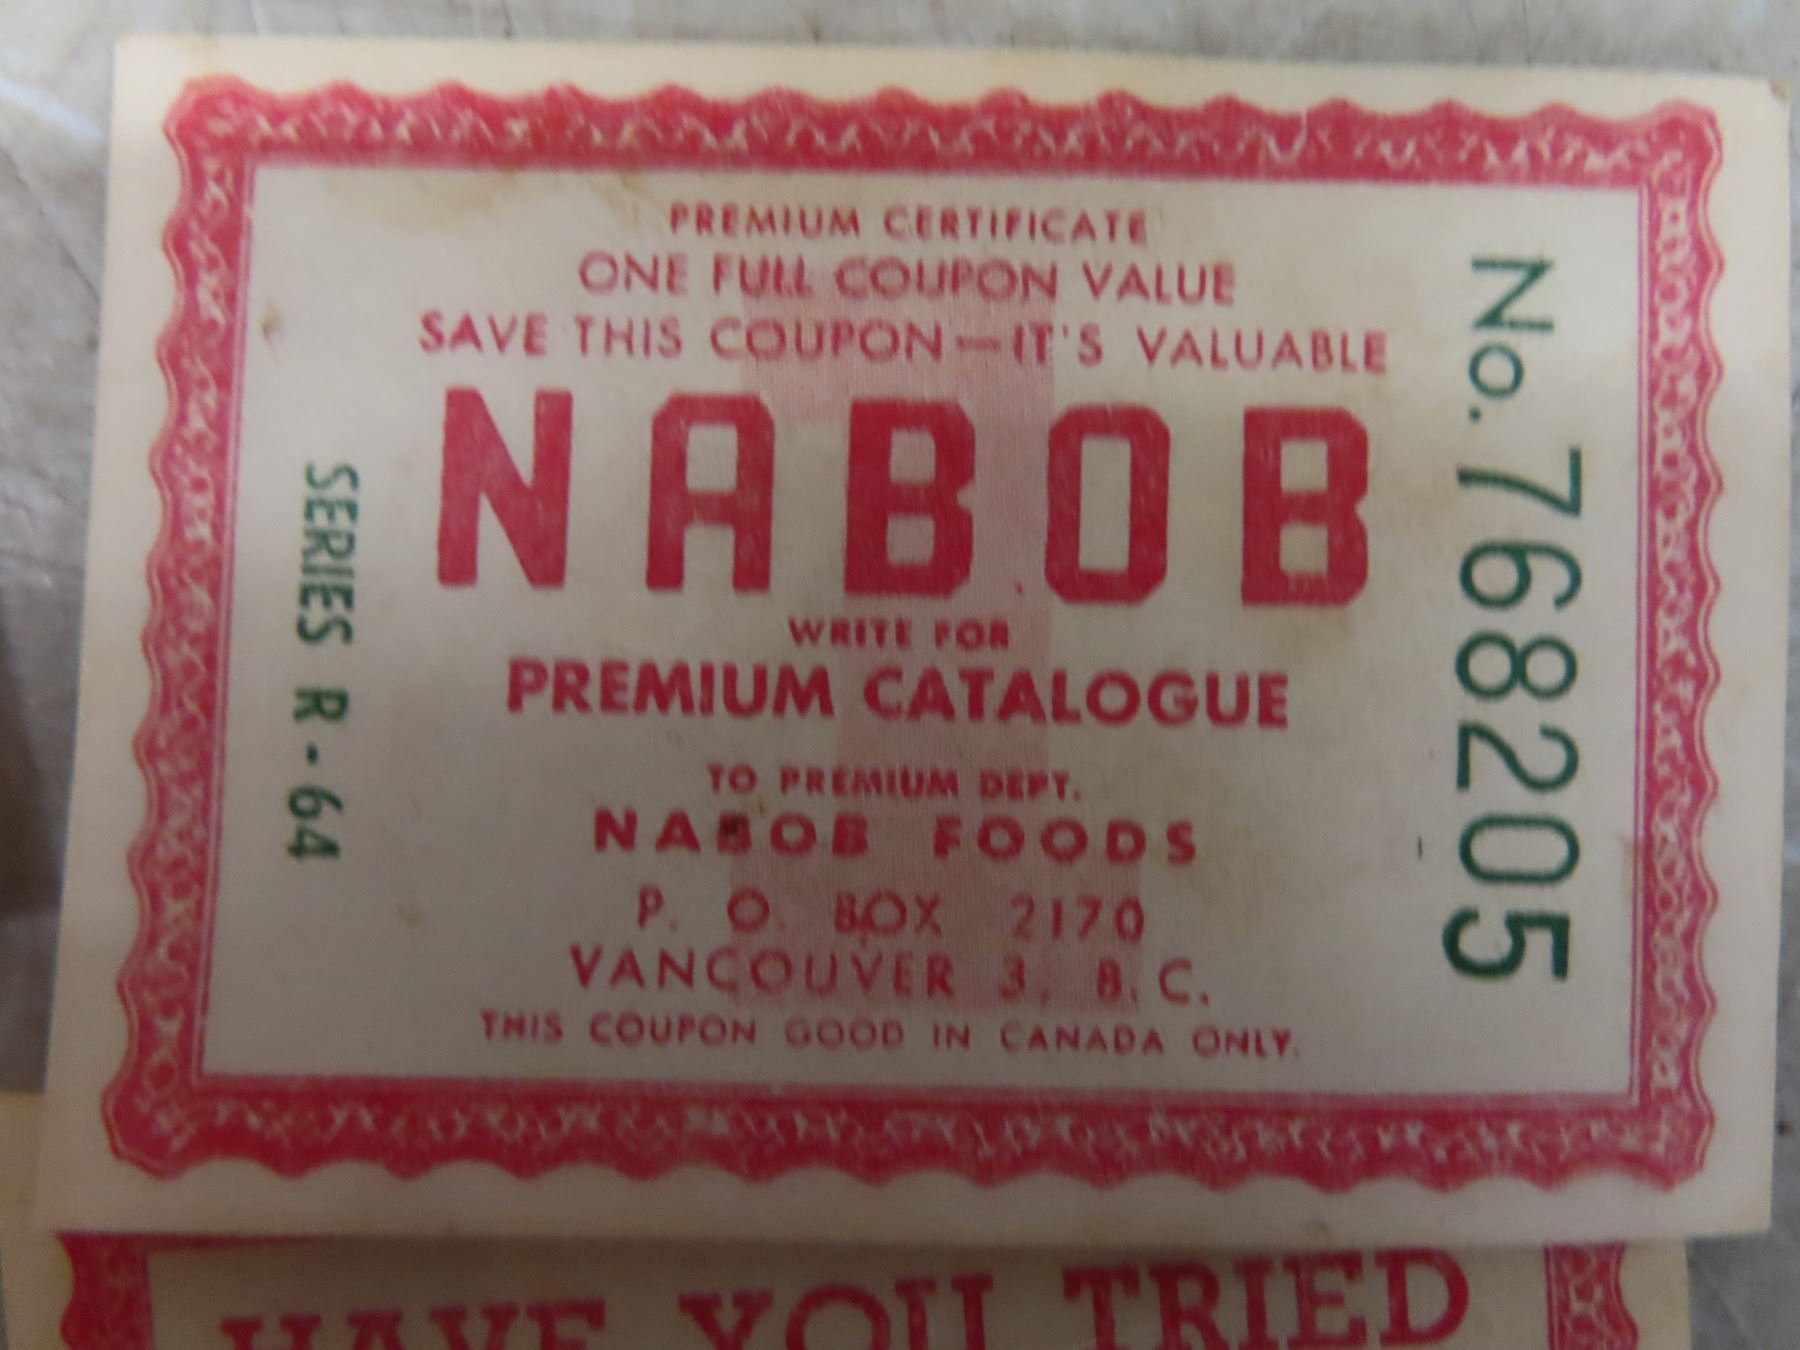 PREMIUM CERTIFICATE
ONE FULL COUPON VALUE
SAVE THIS COUPON—IT'S VALUABLE
NABOB
WRITE FOR
PREMIUM CATALOGUE
TO PREMIUM DEPT.
NABOB FOODS
P. O. BOX 2170
VANCOUVER 3, B.C.
THIS COUPON GOOD IN CANADA ONLY.
SERIES R-64
No. 768205
HAVE YOU TRIED